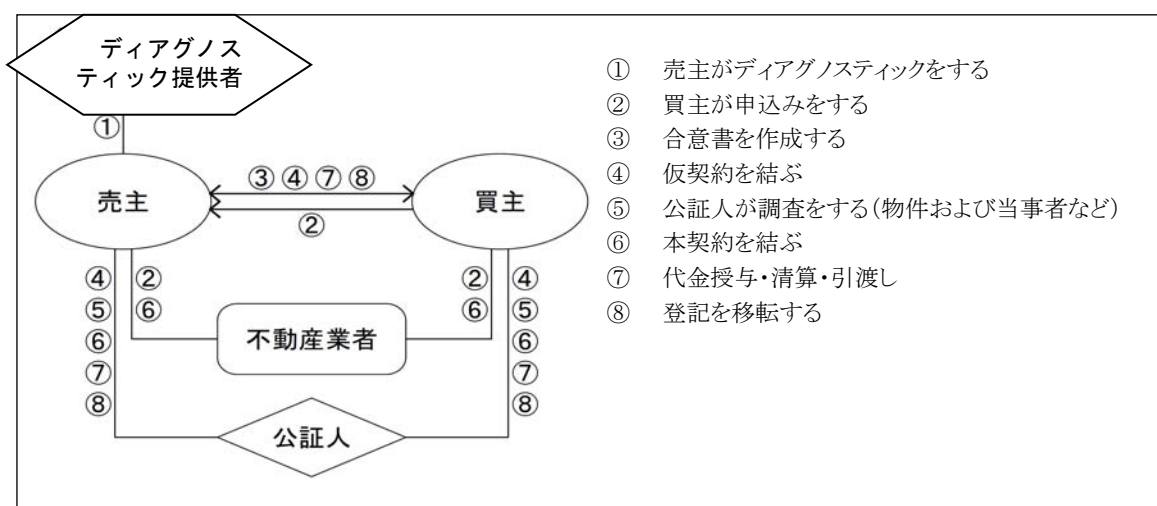 ディアグノス
ティック提供者
①
売主
③ ④ ⑦ ⑧
②
買主
④ ②
⑤ ⑥
⑥
⑦
⑧
② ④
⑥ ⑤
⑥
⑦
⑧
不動産業者
公証人
① 売主がディアグノスティックをする
② 買主が申込みをする
③ 合意書を作成する
④ 仮契約を結ぶ
⑤ 公証人が調査をする(物件および当事者など)
⑥ 本契約を結ぶ
⑦ 代金授与・清算・引渡し
⑧ 登記を移転する